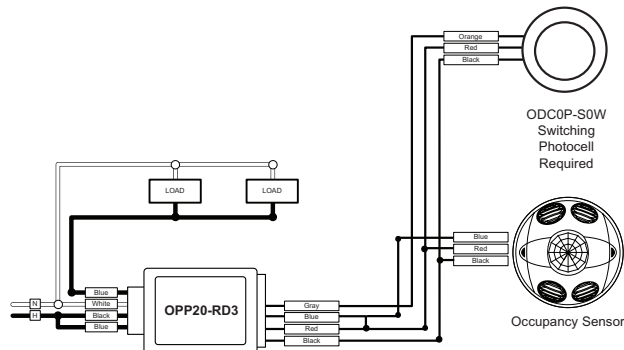 Orange
Red
Black
ODC0P-S0W
Switching
Photocell
Required
LOAD
LOAD
Blue
Red
Black
Occupancy Sensor
Blue
N
White
H
Black
Blue
OPP20-RD3
Gray
Blue
Red
Black